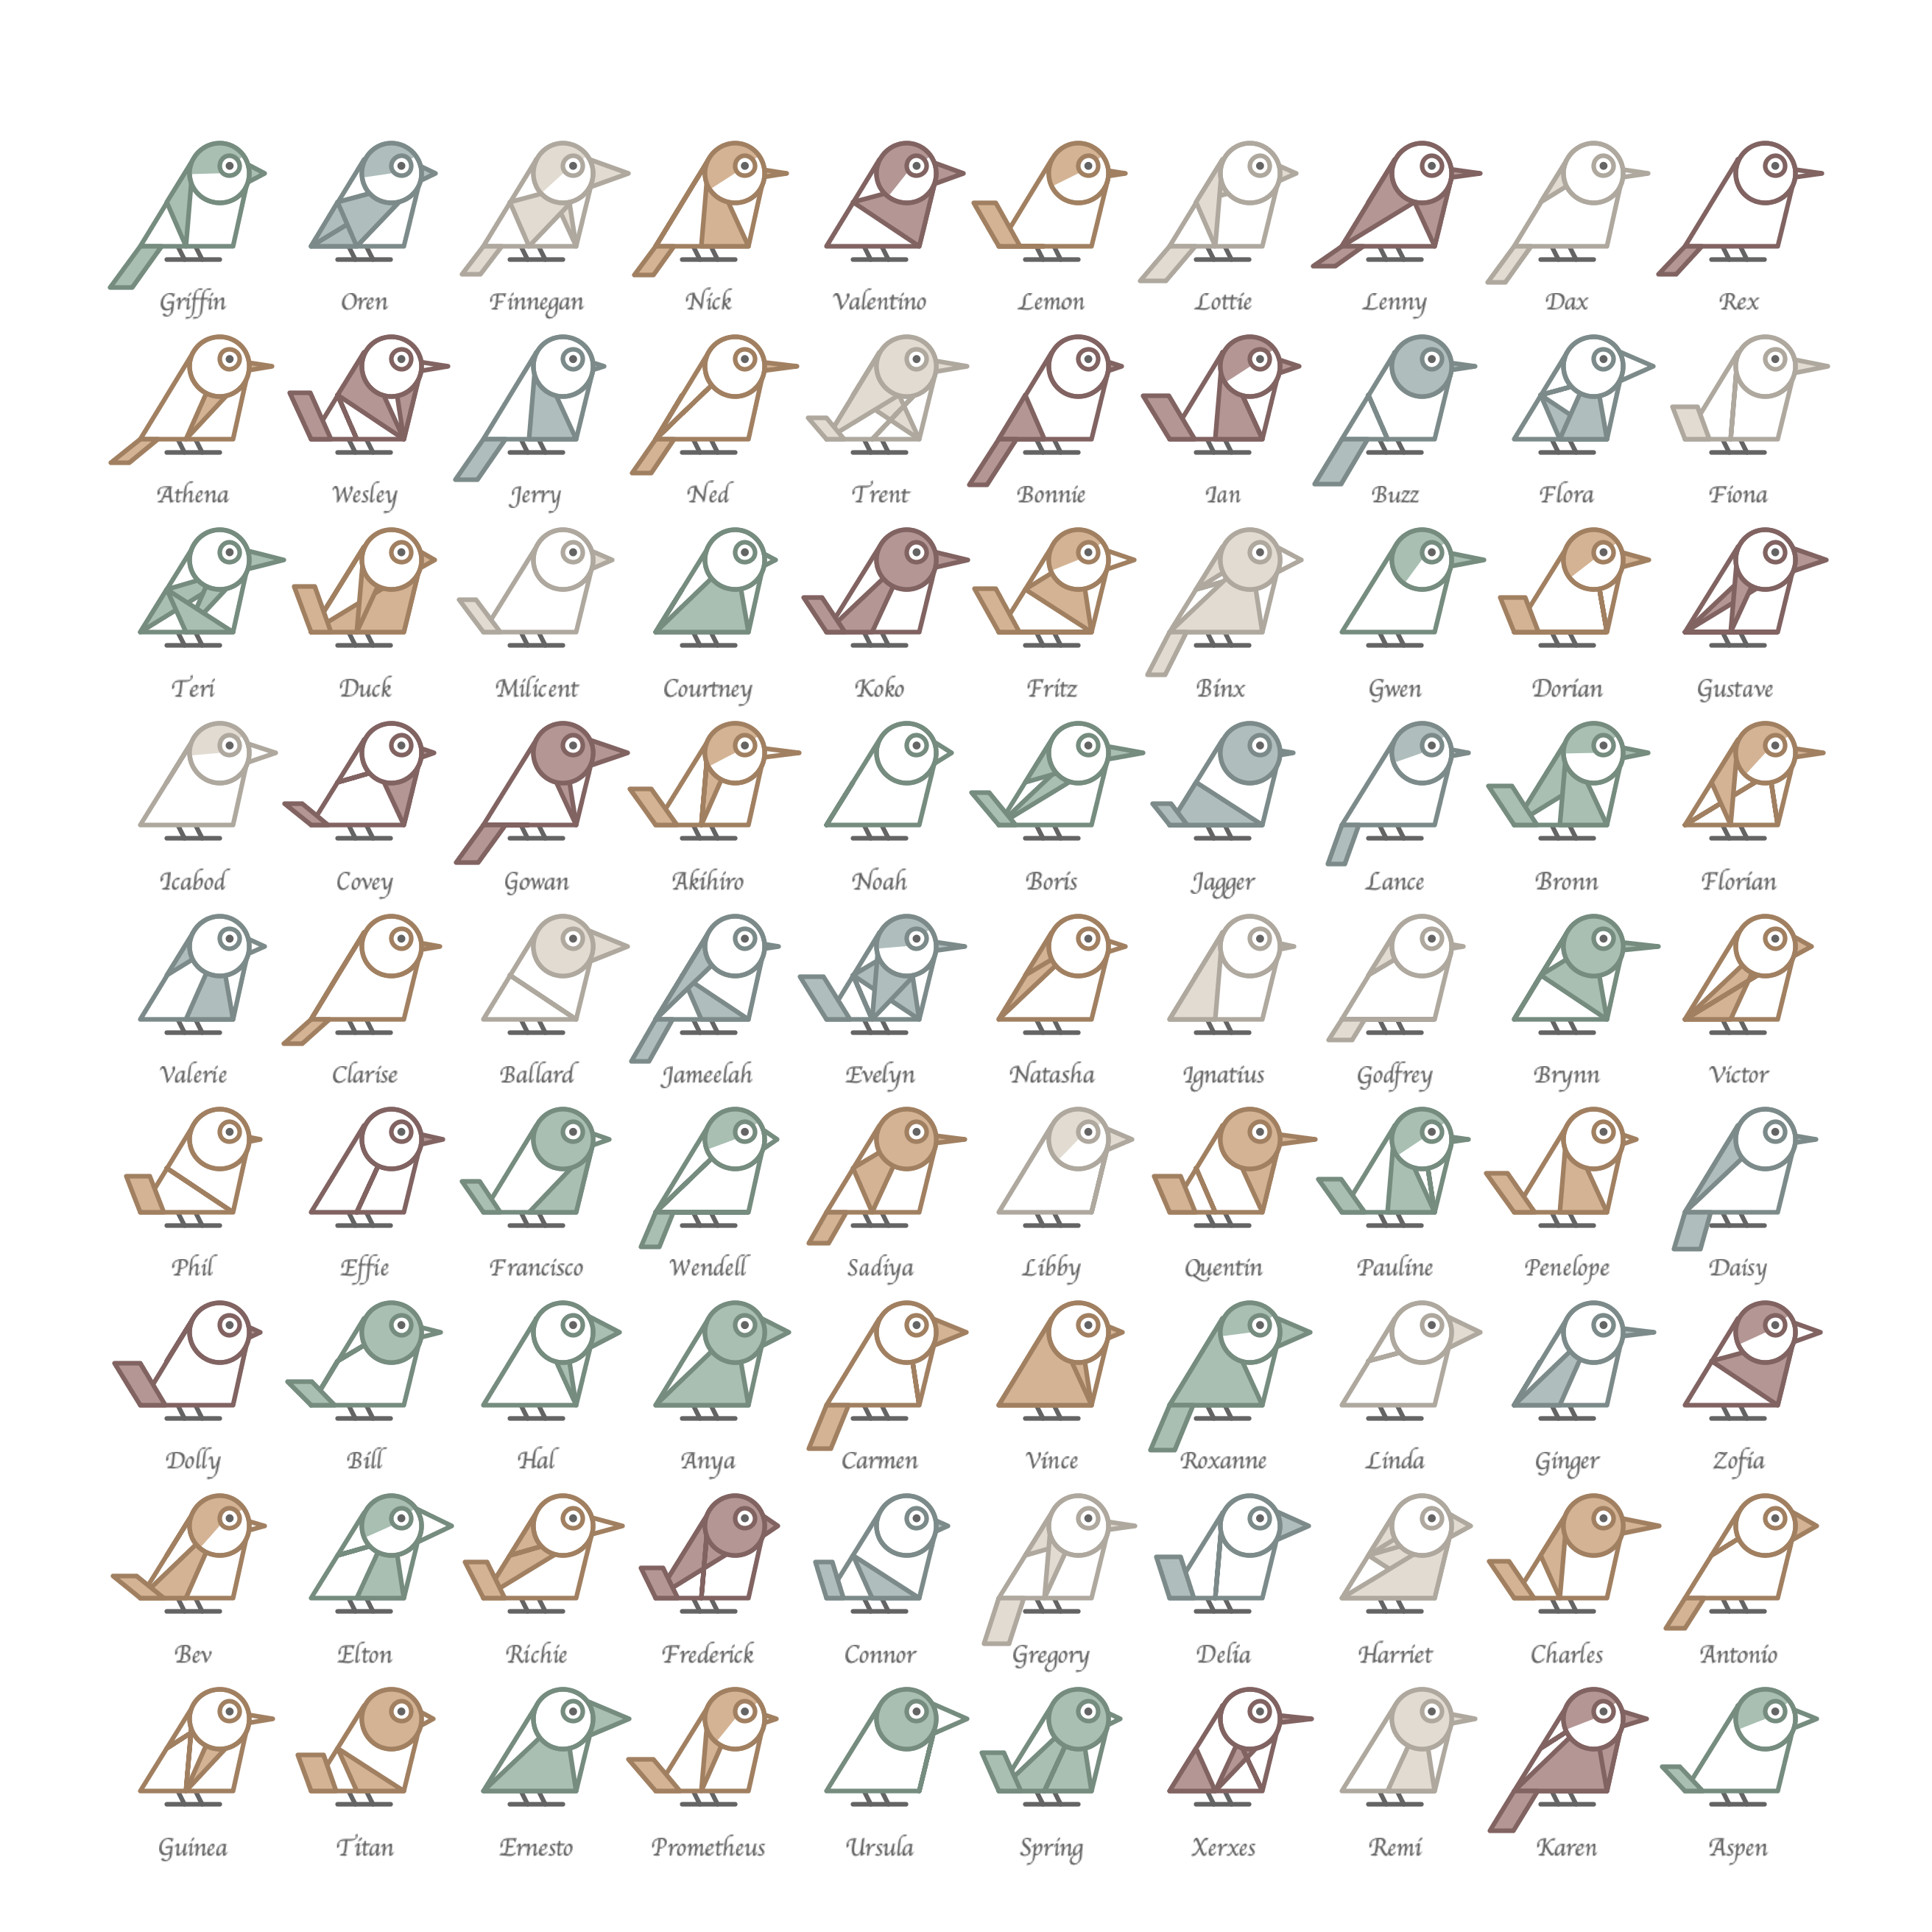 Griffin Oren Finnegan Nick Valentino Lemon Lottie Lenny Dax Rex
Athena Wesley Jerry Ned Trent Bonnie Ian Buzz Flora Fiona
Teri Duck Milicent Courtney Koko Fritz Binx Gwen Dorian Gustave
Icabod Covey Gowan Akihiro Noah Boris Jagger Lance Bronn Florian
Valerie Clarise Ballard Jameelah Evelyn Natasha Ignatius Godfrey Brynn Victor
Phil Effie Francisco Wendell Sadiya Libby Quentin Pauline Penelope Daisy
Dolly Bill Hal Anya Carmen Vince Roxanne Linda Ginger Zofia
Bev Elton Richie Frederick Connor Gregory Delia Harriet Charles Antonio
Guinea Titan Ernesto Prometheus Ursula Spring Xerxes Remi Karen Aspen